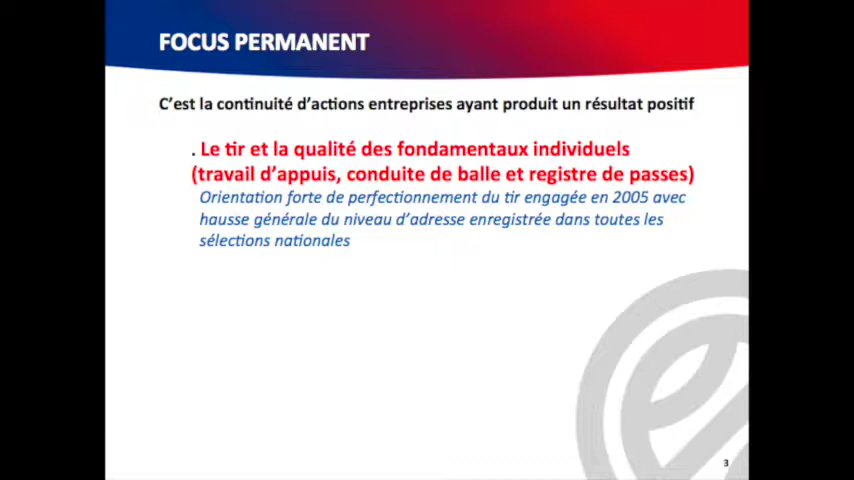 FOCUS PERMANENT
C'est la continuité d'actions entreprises ayant produit un résultat positif
. Le tir et la qualité des fondamentaux individuels
(travail d'appuis, conduite de balle et registre de passes)
Orientation forte de perfectionnement du tir engagée en 2005 avec
hausse générale du niveau d'adresse enregistrée dans toutes les
sélections nationales
3